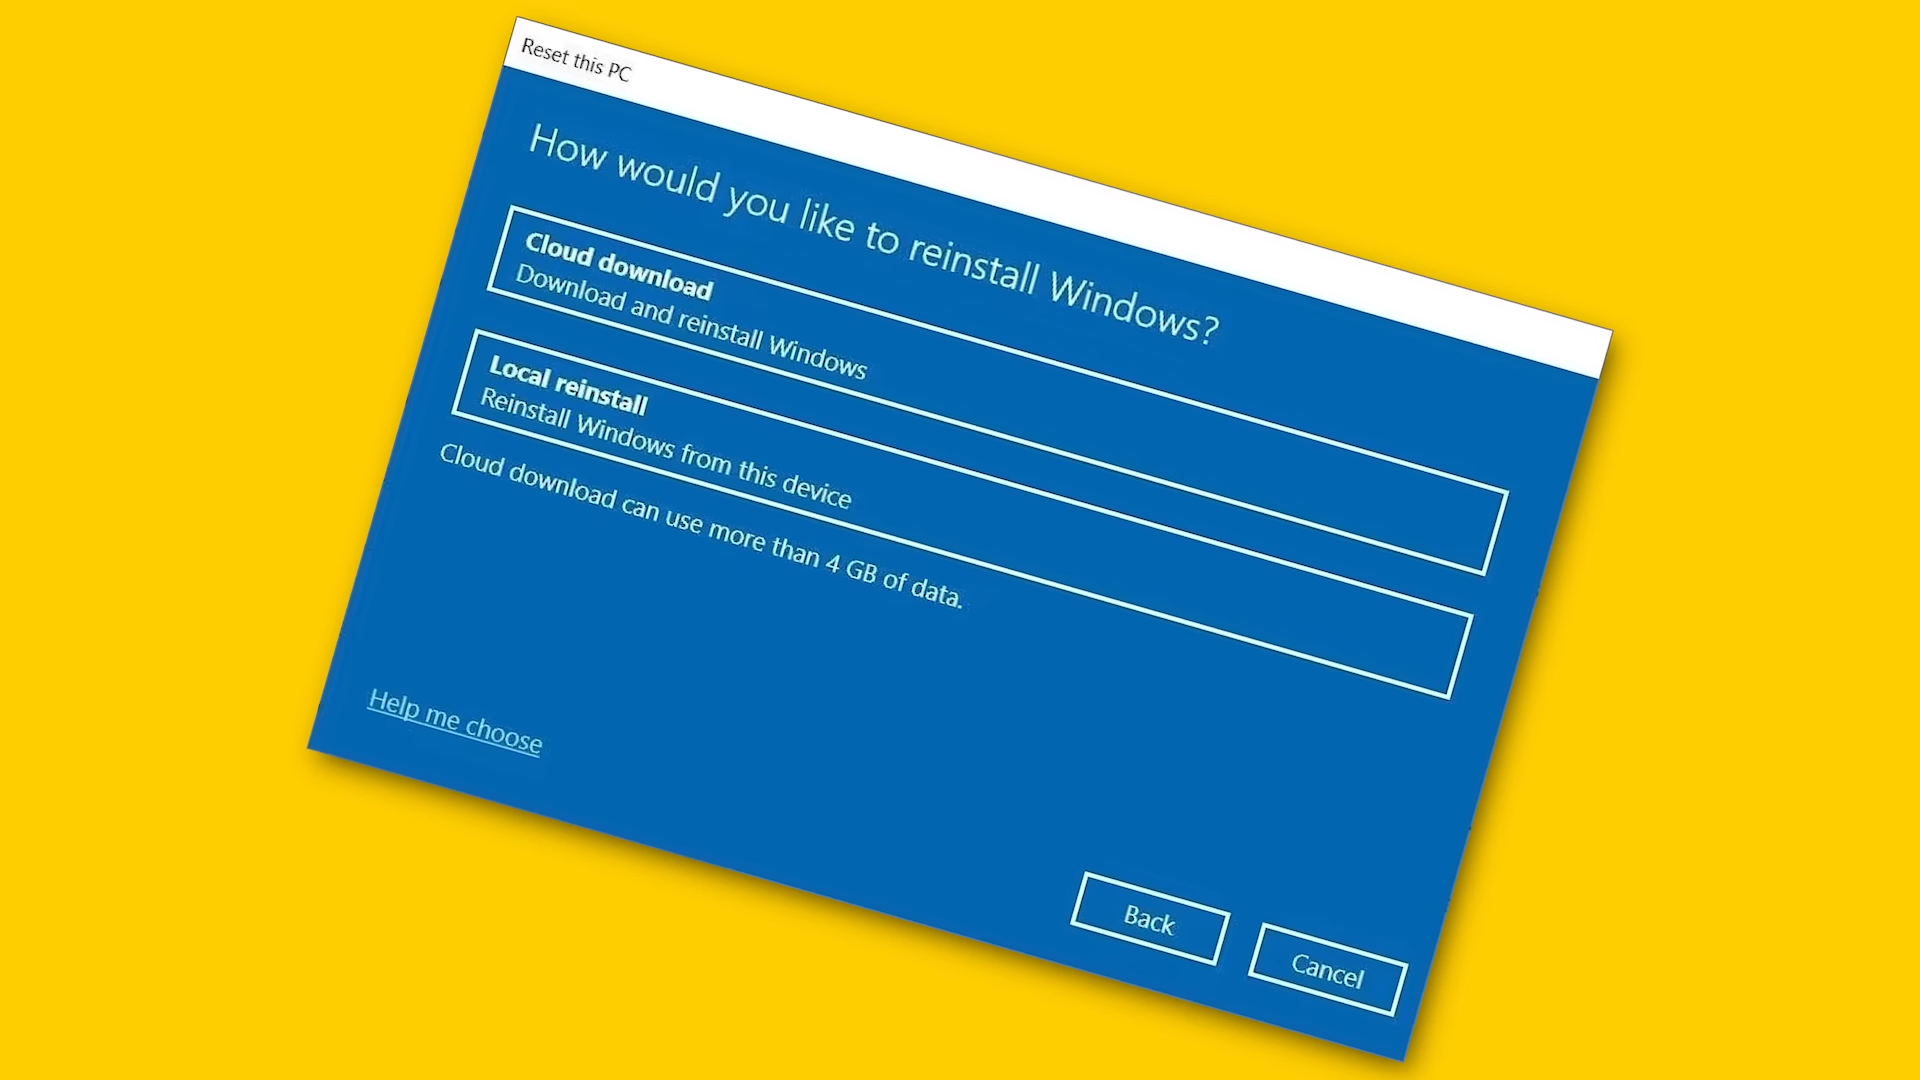 Reset this PC
How would you like to reinstall Windows?
Cloud download
Download and reinstall Windows
Local reinstall
Reinstall Windows from this device
Cloud download can use more than 4 GB of data.
Help me choose
Back
Cancel